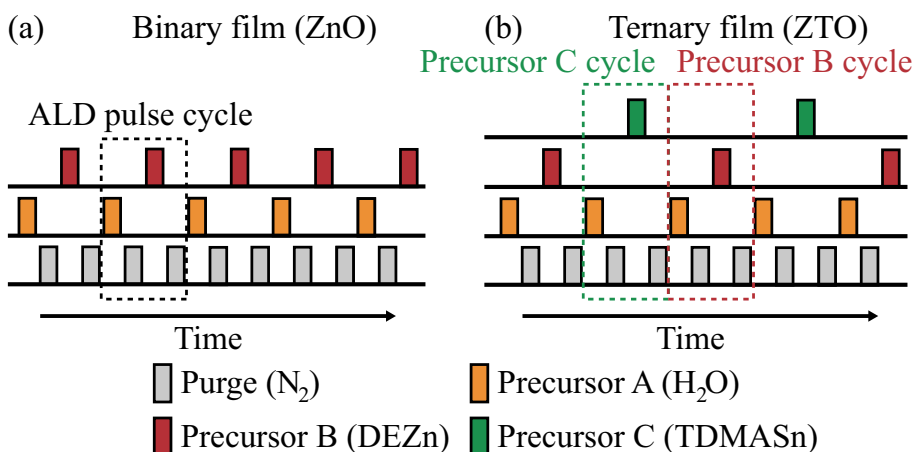 (a) Binary film (ZnO)
(b) Ternary film (ZTO)
Precursor C cycle Precursor B cycle
ALD pulse cycle
Time
Time
Purge (N₂)
Precursor A (H₂O)
Precursor B (DEZn)
Precursor C (TDMASn)